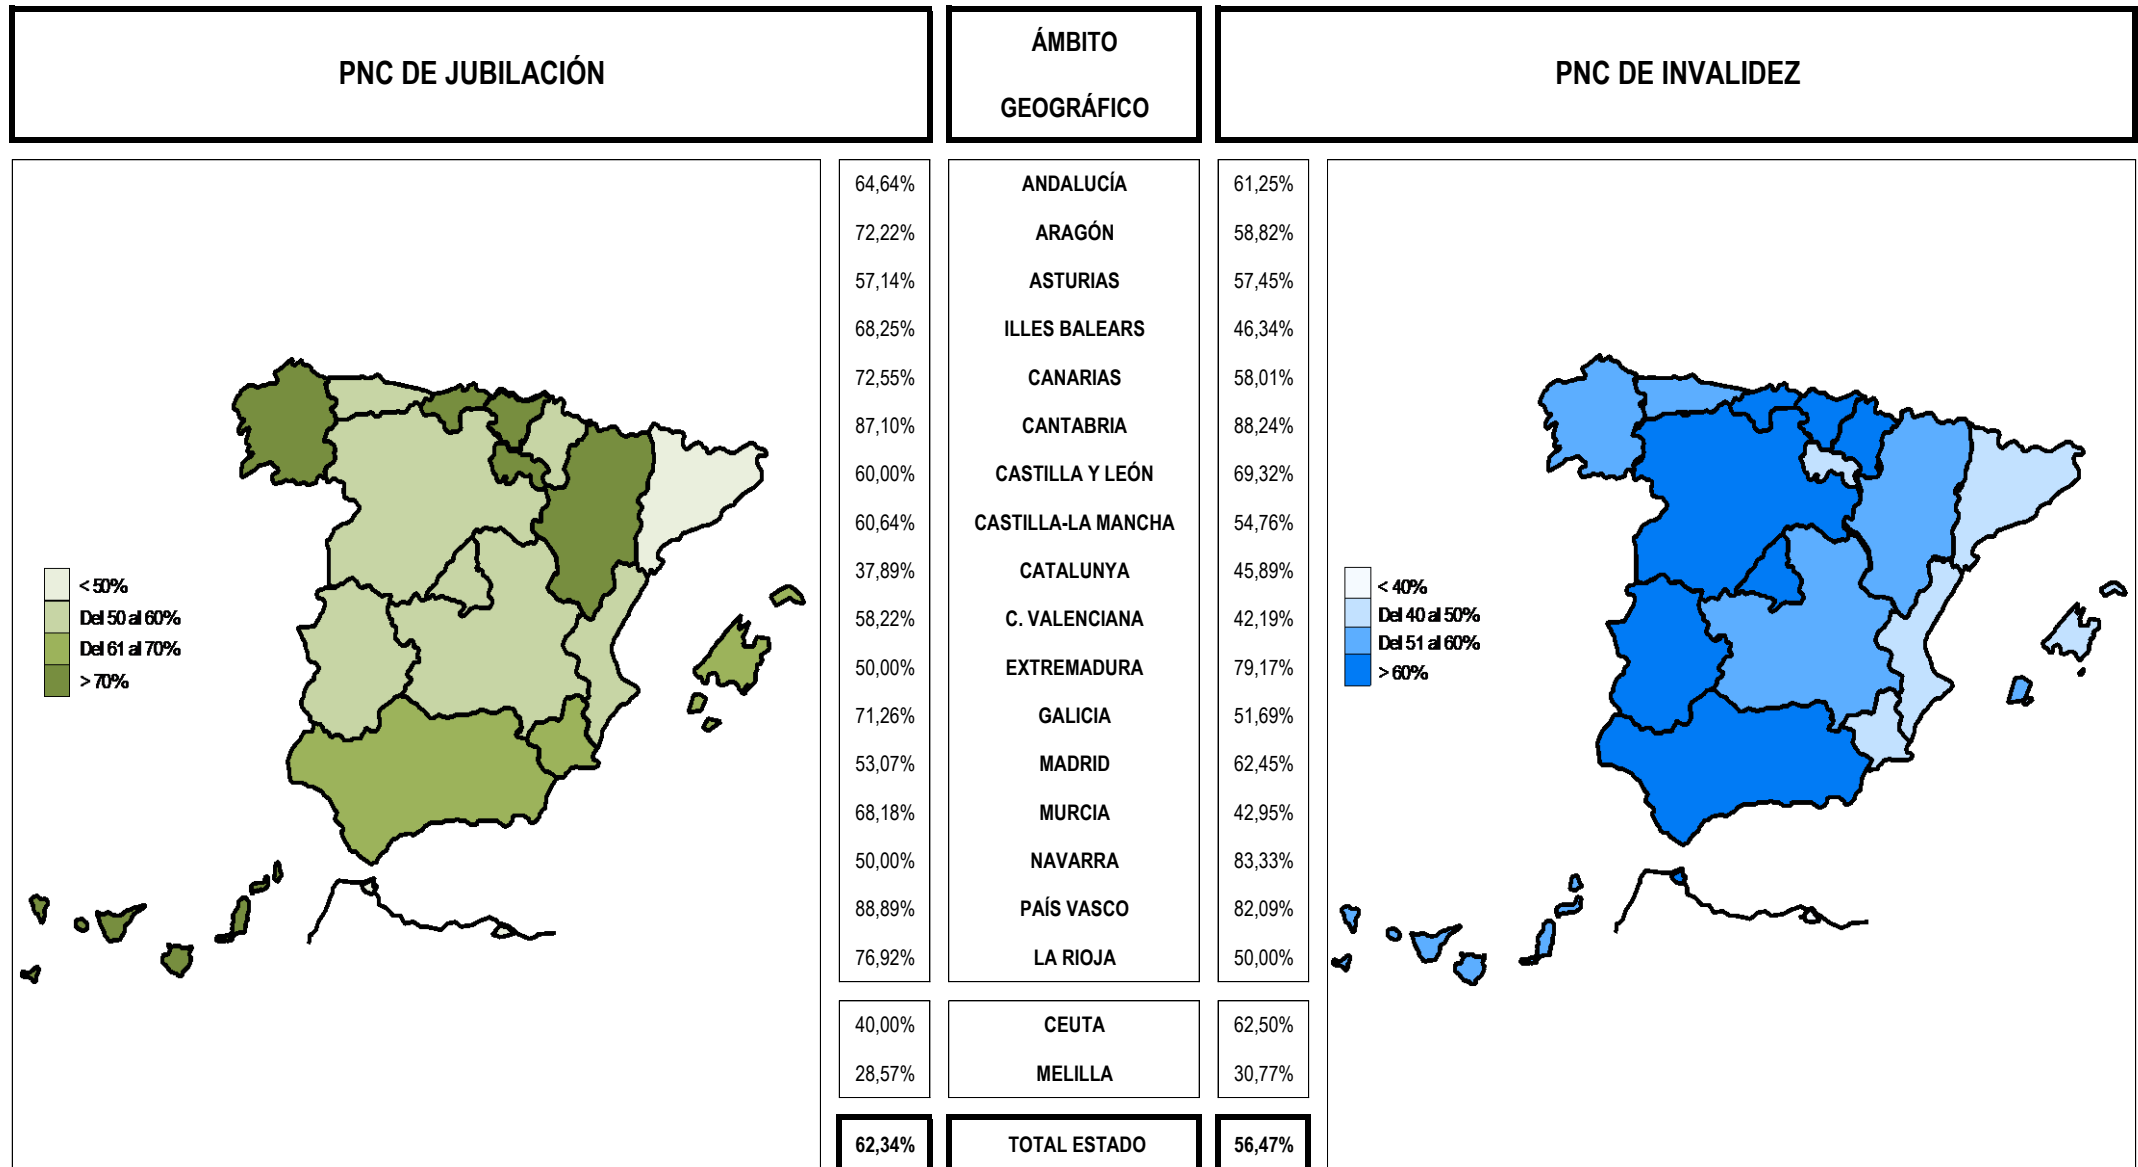 PNC DE JUBILACIÓN
ÁMBITO
GEOGRÁFICO
PNC DE INVALIDEZ
64,64% ANDALUCÍA 61,25%
72,22% ARAGÓN 58,82%
57,14% ASTURIAS 57,45%
68,25% ILLES BALEARS 46,34%
72,55% CANARIAS 58,01%
87,10% CANTABRIA 88,24%
60,00% CASTILLA Y LEÓN 69,32%
60,64% CASTILLA-LA MANCHA 54,76%
37,89% CATALUNYA 45,89%
58,22% C. VALENCIANA 42,19%
50,00% EXTREMADURA 79,17%
71,26% GALICIA 51,69%
53,07% MADRID 62,45%
68,18% MURCIA 42,95%
50,00% NAVARRA 83,33%
88,89% PAÍS VASCO 82,09%
76,92% LA RIOJA 50,00%
40,00% CEUTA 62,50%
28,57% MELILLA 30,77%
62,34% TOTAL ESTADO 56,47%
< 50%
Del 50 al 60%
Del 61 al 70%
> 70%
< 40%
Del 40 al 50%
Del 51 al 60%
> 60%